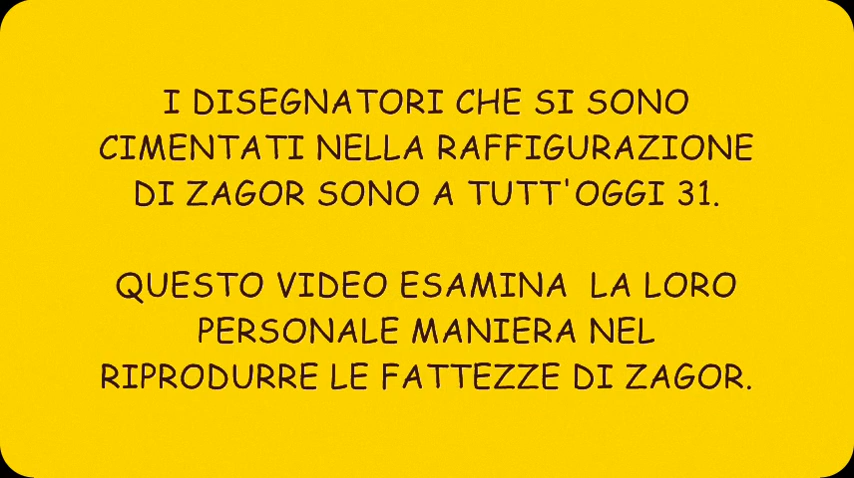 I DISEGNATORI CHE SI SONO
CIMENTATI NELLA RAFFIGURAZIONE
DI ZAGOR SONO A TUTT'OGGI 31.
QUESTO VIDEO ESAMINA  LA LORO
PERSONALE MANIERA NEL
RIPRODURRE LE FATTEZZE DI ZAGOR.